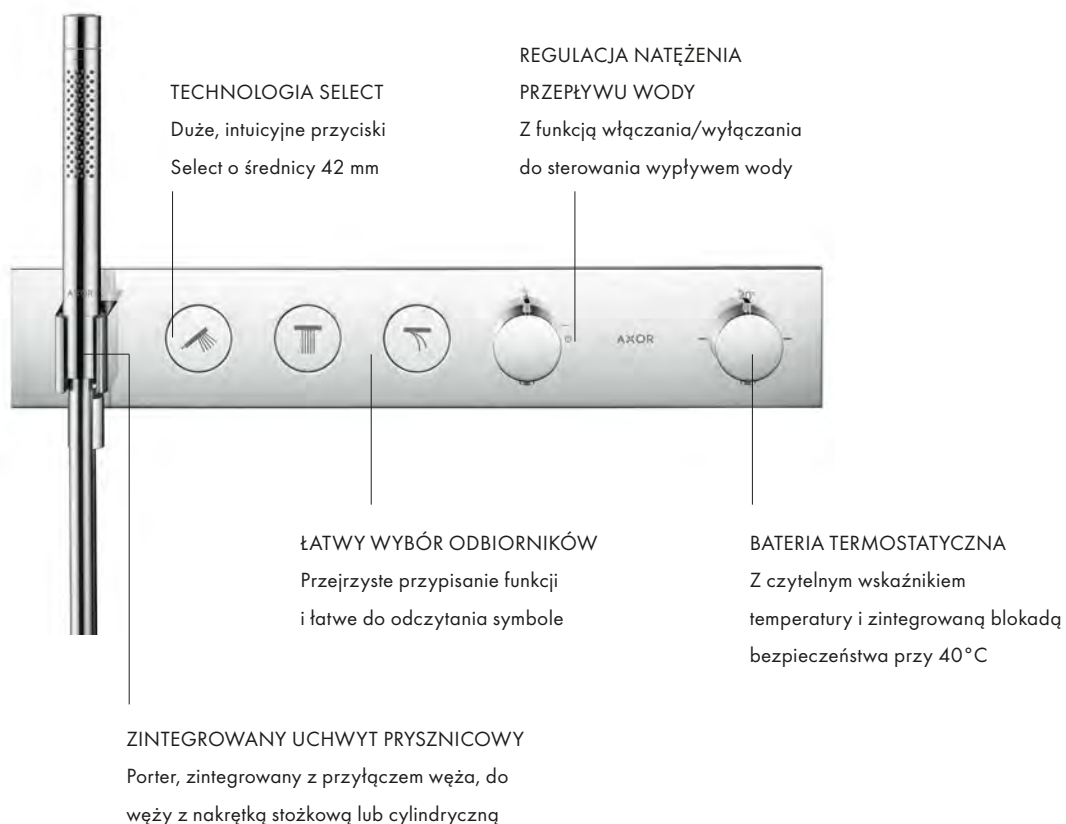 REGULACJA NATĘŻENIA
PRZEPŁYWU WODY
Z funkcją włączania/wyłączania
do sterowania wypływem wody
TECHNOLOGIA SELECT
Duże, intuicyjne przyciski
Select o średnicy 42 mm
AXOR
AXOR
ŁATWY WYBÓR ODBIORNIKÓW
Przejrzyste przypisanie funkcji
i łatwe do odczytania symbole
BATERIA TERMOSTATYCZNA
Z czytelnym wskaźnikiem
temperatury i zintegrowaną blokadą
bezpieczeństwa przy 40°C
ZINTEGROWANY UCHWYT PRYSZNICOWY
Porter, zintegrowany z przyłączem węża, do
węży z nakrętką stożkową lub cylindryczną